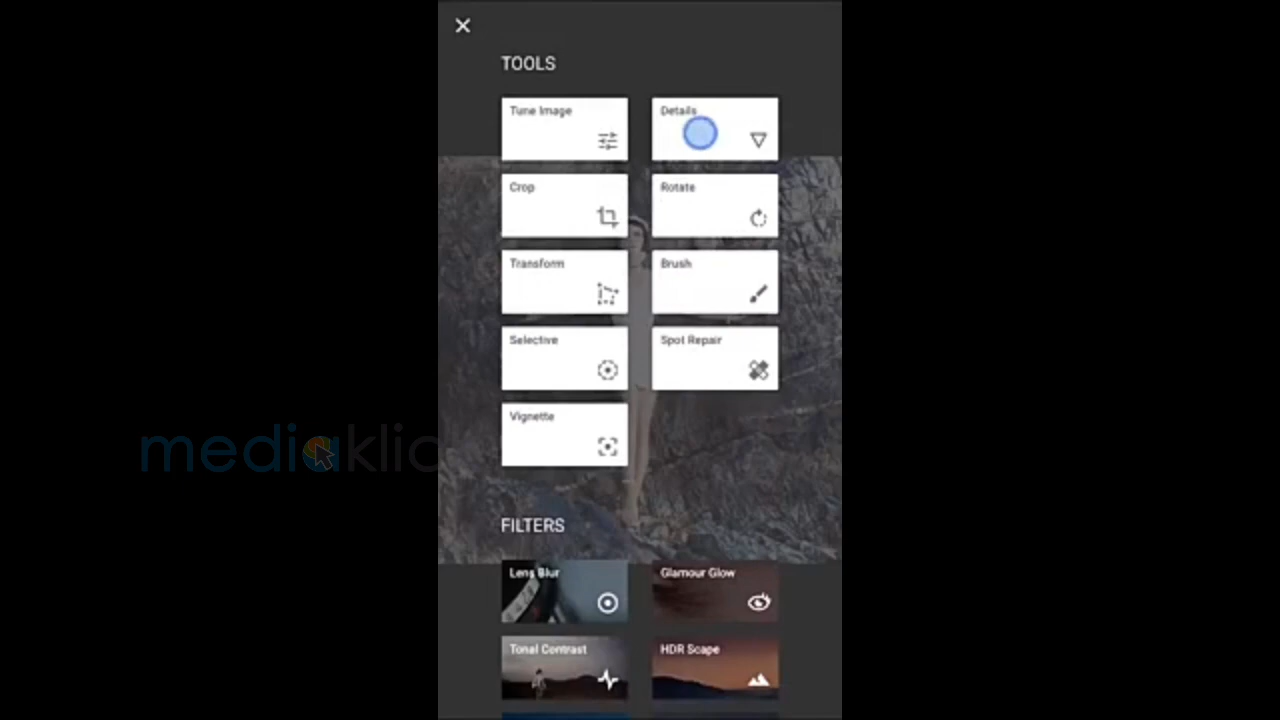 TOOLS
Tune Image
Details
Crop
Rotate
Transform
Brush
Selective
Spot Repair
Vignette
mediaklic
FILTERS
Lens Blur
Glamour Glow
Tonal Contrast
HDR Scape